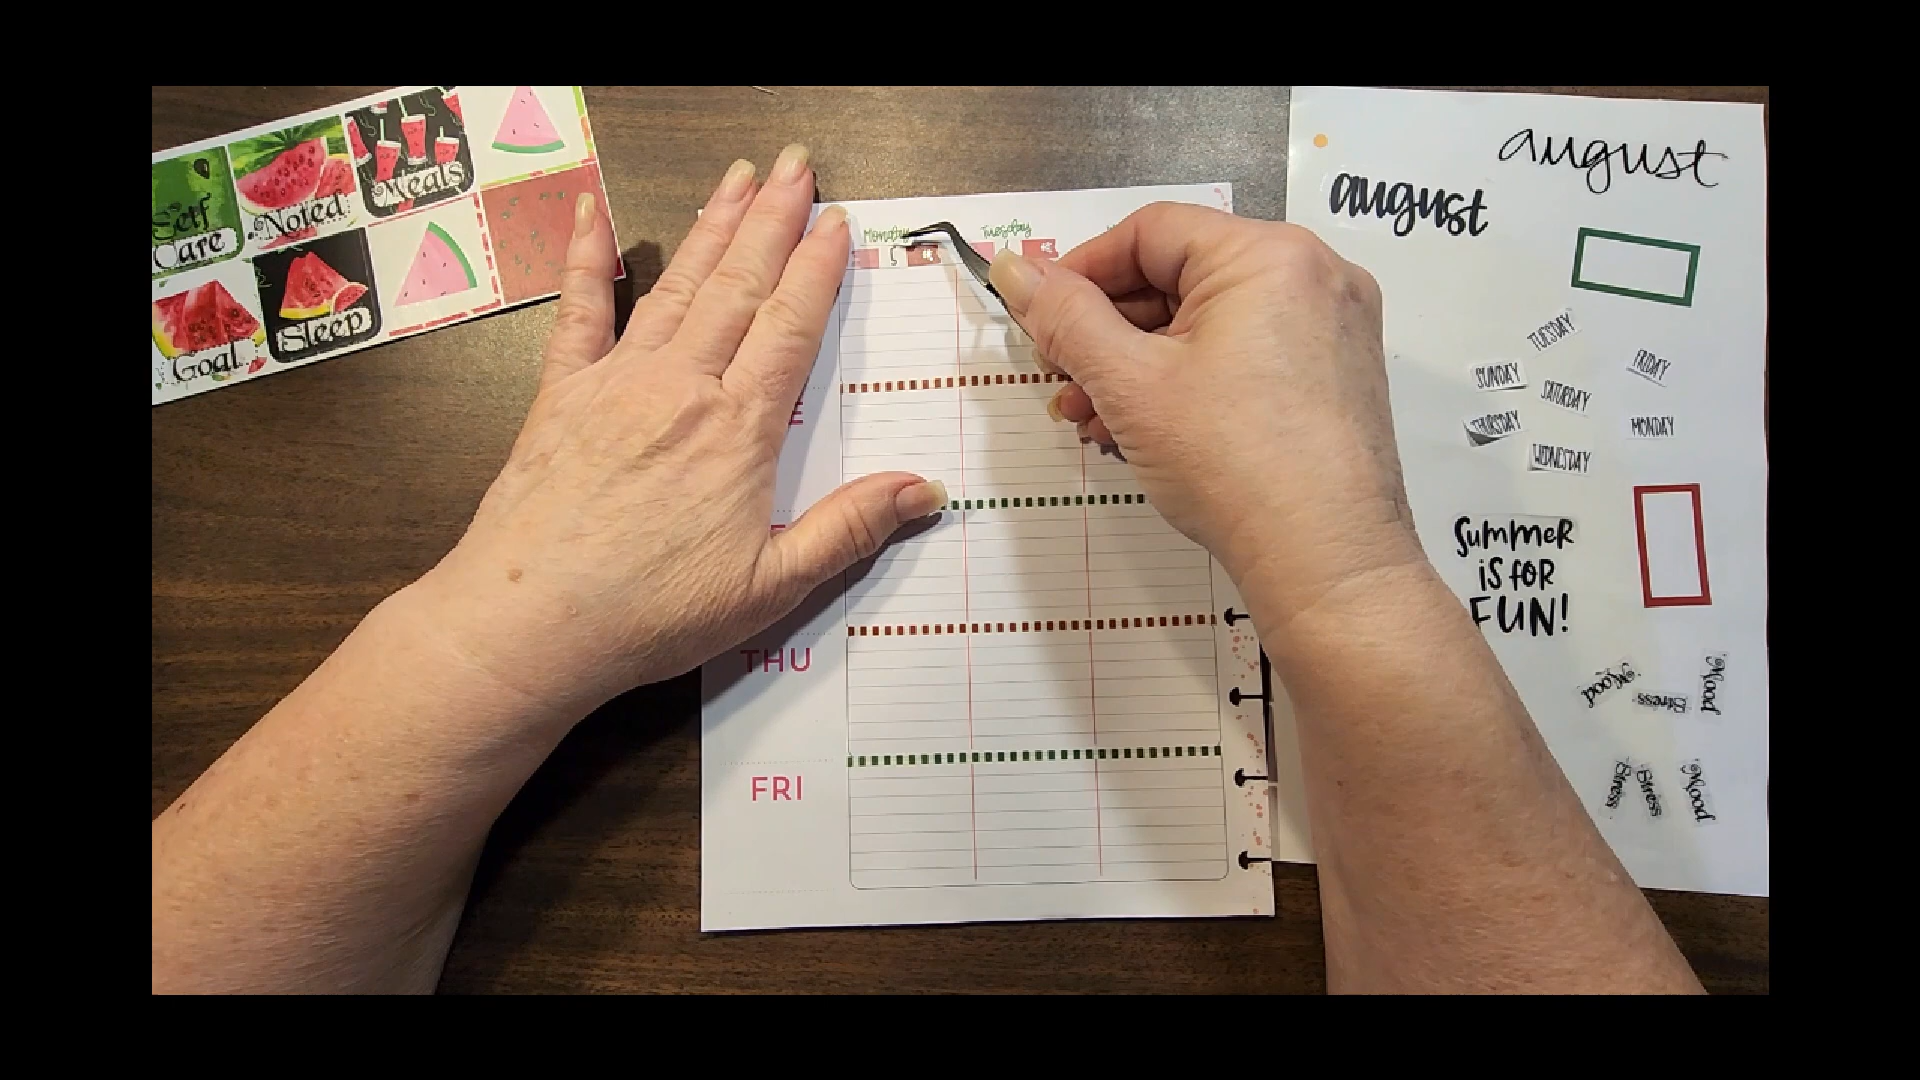 Self
Care
Noted
Meals
Goal
Sleep
Monday
5
Tuesday
THU
FRI
august
august
TUESDAY
FRIDAY
SUNDAY
SATURDAY
THURSDAY
MONDAY
WEDNESDAY
Summer
is for
FUN!
Mood
Stress
Mood
Stress
Stress
Mood